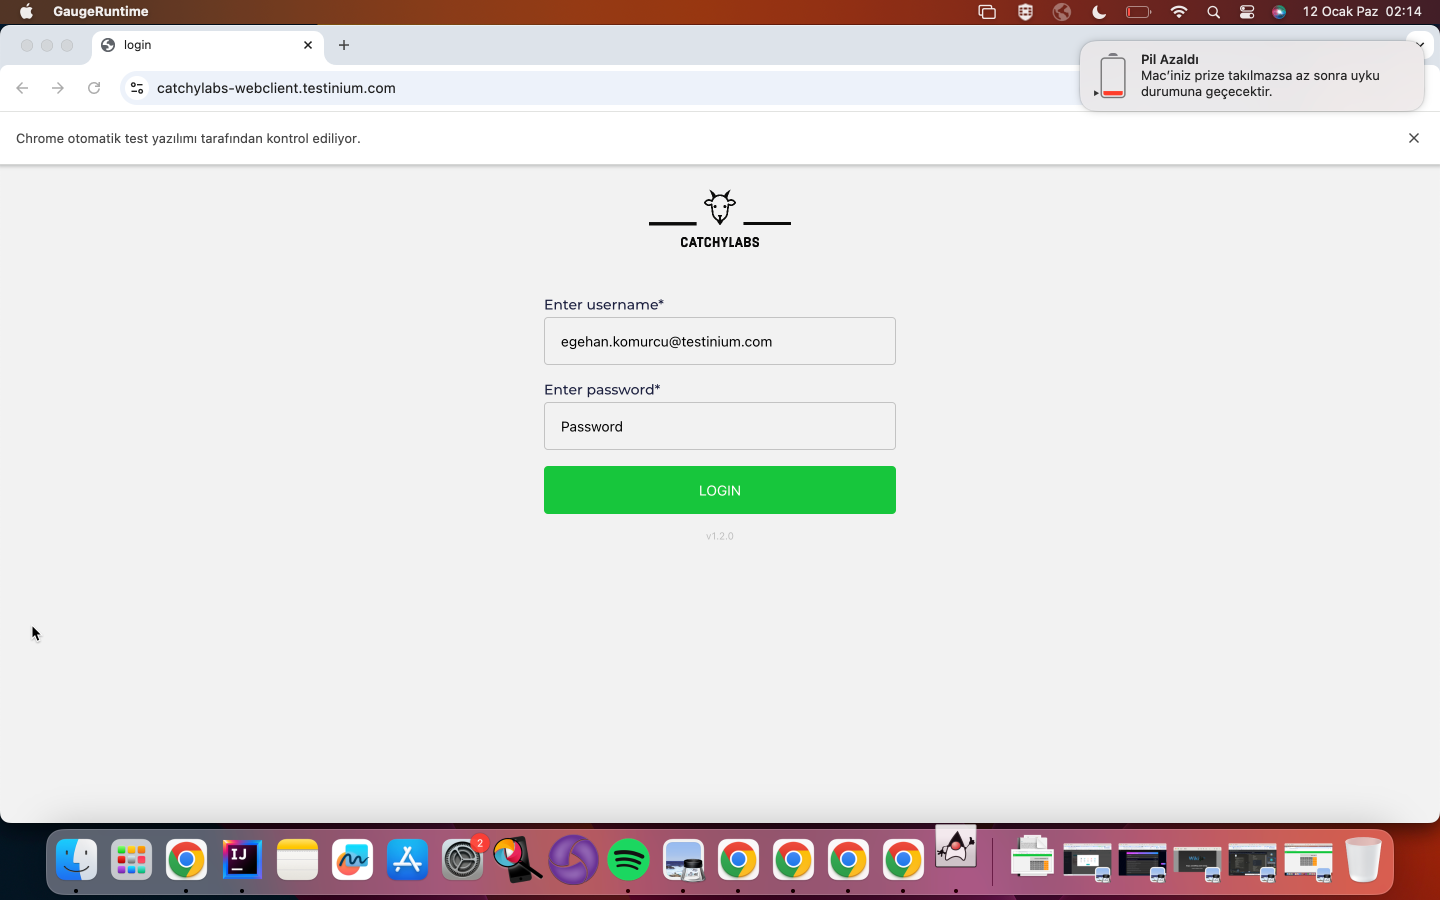 GaugeRuntime
12 Ocak Paz 02:14
login
catchylabs-webclient.testinium.com
Pil Azaldı
Mac'iniz prize takılmazsa az sonra uyku
durumuna geçecektir.
Chrome otomatik test yazılımı tarafından kontrol ediliyor.
CATCHYLABS
Enter username*
egehan.komurcu@testinium.com
Enter password*
Password
LOGIN
v1.2.0
IJ
2